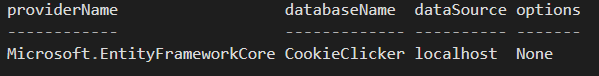 providerName databaseName dataSource options
------------ ------------- ---------- -------
Microsoft.EntityFrameworkCore CookieClicker localhost None